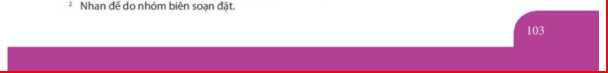 ² Nhan đề do nhóm biên soạn đặt.
103